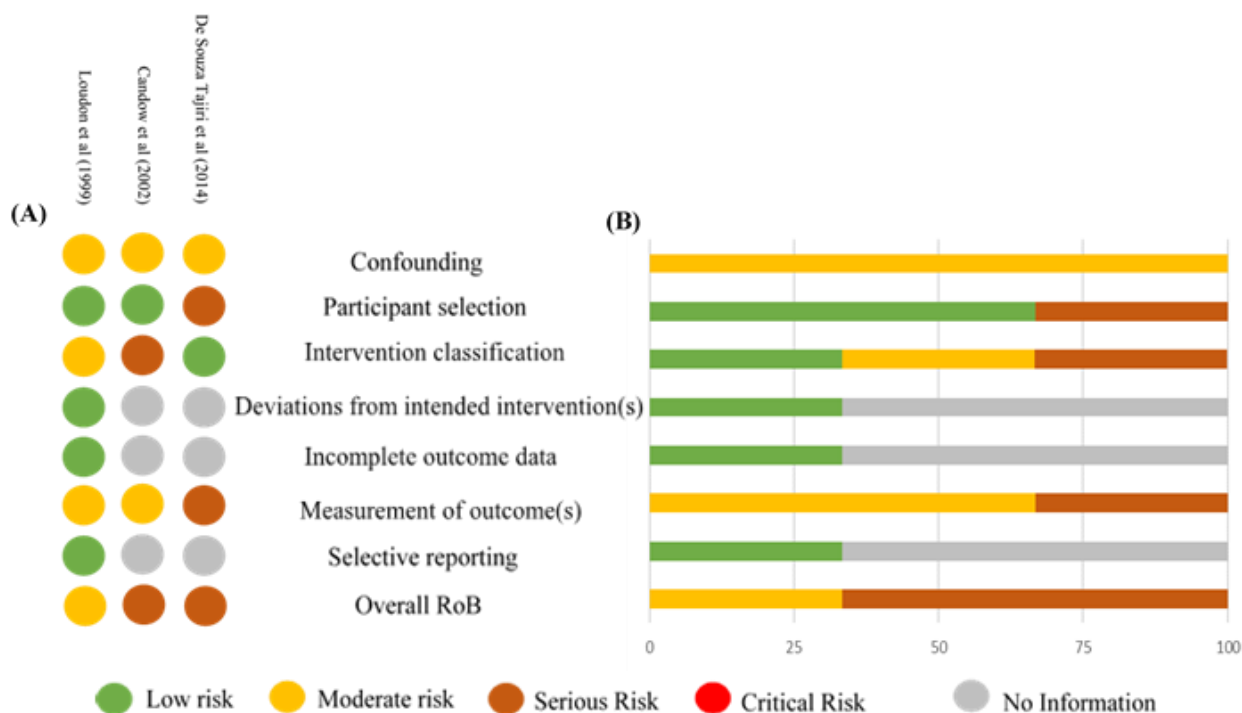 Loudon et al (1999)
Candow et al (2002)
De Souza Tajiri et al (2014)
(A)
(B)
Confounding
Participant selection
Intervention classification
Deviations from intended intervention(s)
Incomplete outcome data
Measurement of outcome(s)
Selective reporting
Overall RoB
0 25 50 75 100
Low risk Moderate risk Serious Risk Critical Risk No Information